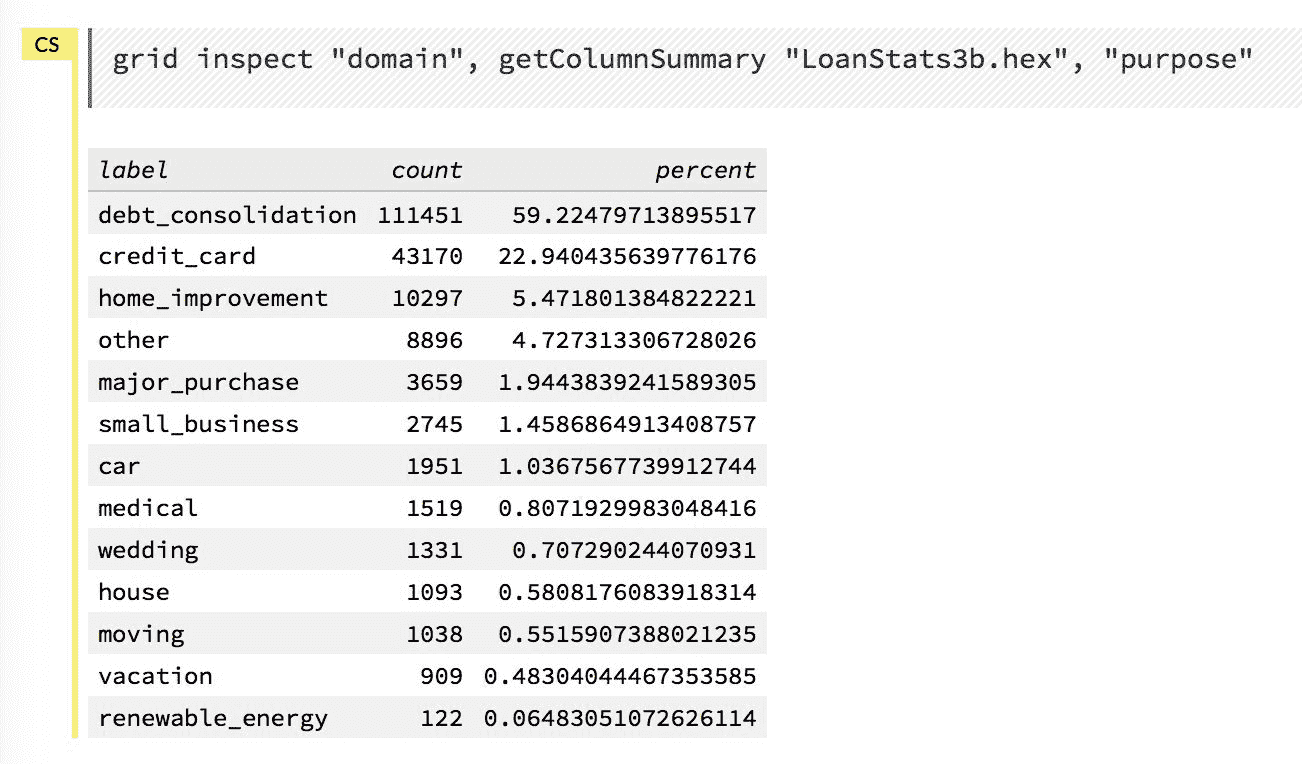 CS
grid inspect "domain", getColumnSummary "LoanStats3b.hex", "purpose"
label count percent
debt_consolidation 111451 59.22479713895517
credit_card 43170 22.940435639776176
home_improvement 10297 5.471801384822221
other 8896 4.727313306728026
major_purchase 3659 1.9443839241589305
small_business 2745 1.4586864913408757
car 1951 1.0367567739912744
medical 1519 0.8071929983048416
wedding 1331 0.707290244070931
house 1093 0.5808176083918314
moving 1038 0.5515907388021235
vacation 909 0.48304044467353585
renewable_energy 122 0.06483051072626114